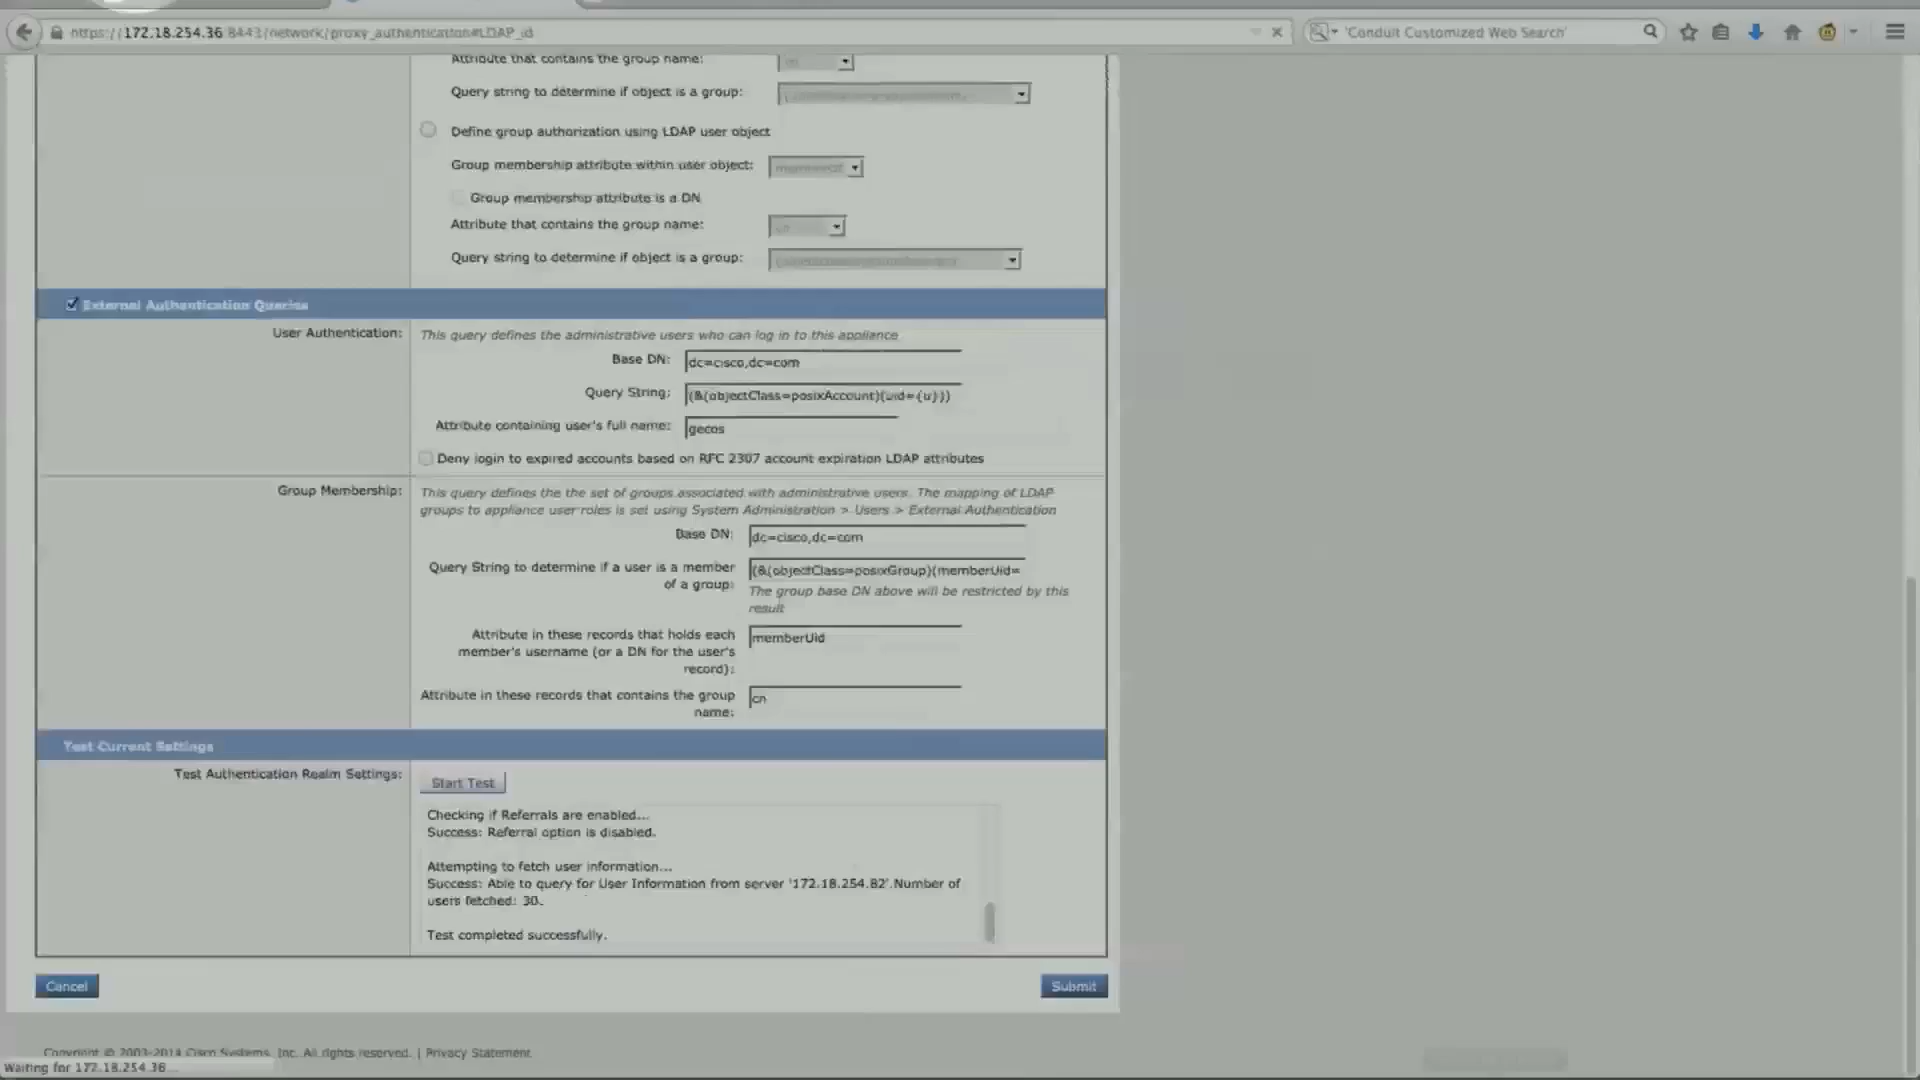 https://172.18.254.36:8443/network/proxy_authentication#LDAP_id
'Conduit Customized Web Search'
Attribute that contains the group name:
Query string to determine if object is a group:
Define group authorization using LDAP user object
Group membership attribute within user object:
Group membership attribute is a DN
Attribute that contains the group name:
cn
Query string to determine if object is a group:
External Authentication Queries
User Authentication:
This query defines the administrative users who can log in to this appliance
Base DN:
dc=cisco,dc=com
Query String:
(&(objectClass=posixAccount)(uid={u}))
Attribute containing user's full name:
gecos
Deny login to expired accounts based on RFC 2307 account expiration LDAP attributes
Group Membership:
This query defines the the set of groups associated with administrative users. The mapping of LDAP
groups to appliance user roles is set using System Administration > Users > External Authentication
Base DN:
dc=cisco,dc=com
Query String to determine if a user is a member
of a group:
(&(objectClass=posixGroup)(memberUid=
The group base DN above will be restricted by this
result
Attribute in these records that holds each
member's username (or a DN for the user's
record):
memberUid
Attribute in these records that contains the group
name:
cn
Test Current Settings
Test Authentication Realm Settings:
Start Test
Checking if Referrals are enabled...
Success: Referral option is disabled.
Attempting to fetch user information...
Success: Able to query for User Information from server '172.18.254.82'.Number of
users fetched: 30.
Test completed successfully.
Cancel
Submit
Copyright © 2003-2014 Cisco Systems, Inc. All rights reserved. | Privacy Statement
Waiting for 172.18.254.36...